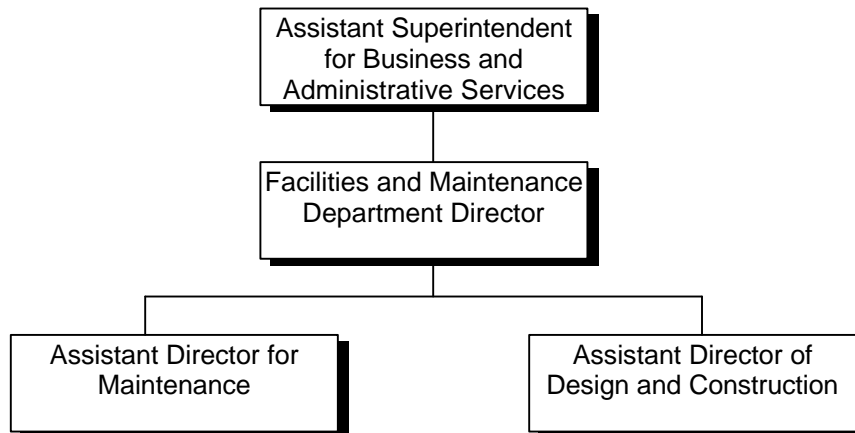 Assistant Superintendent
for Business and
Administrative Services
Facilities and Maintenance
Department Director
Assistant Director for
Maintenance
Assistant Director of
Design and Construction